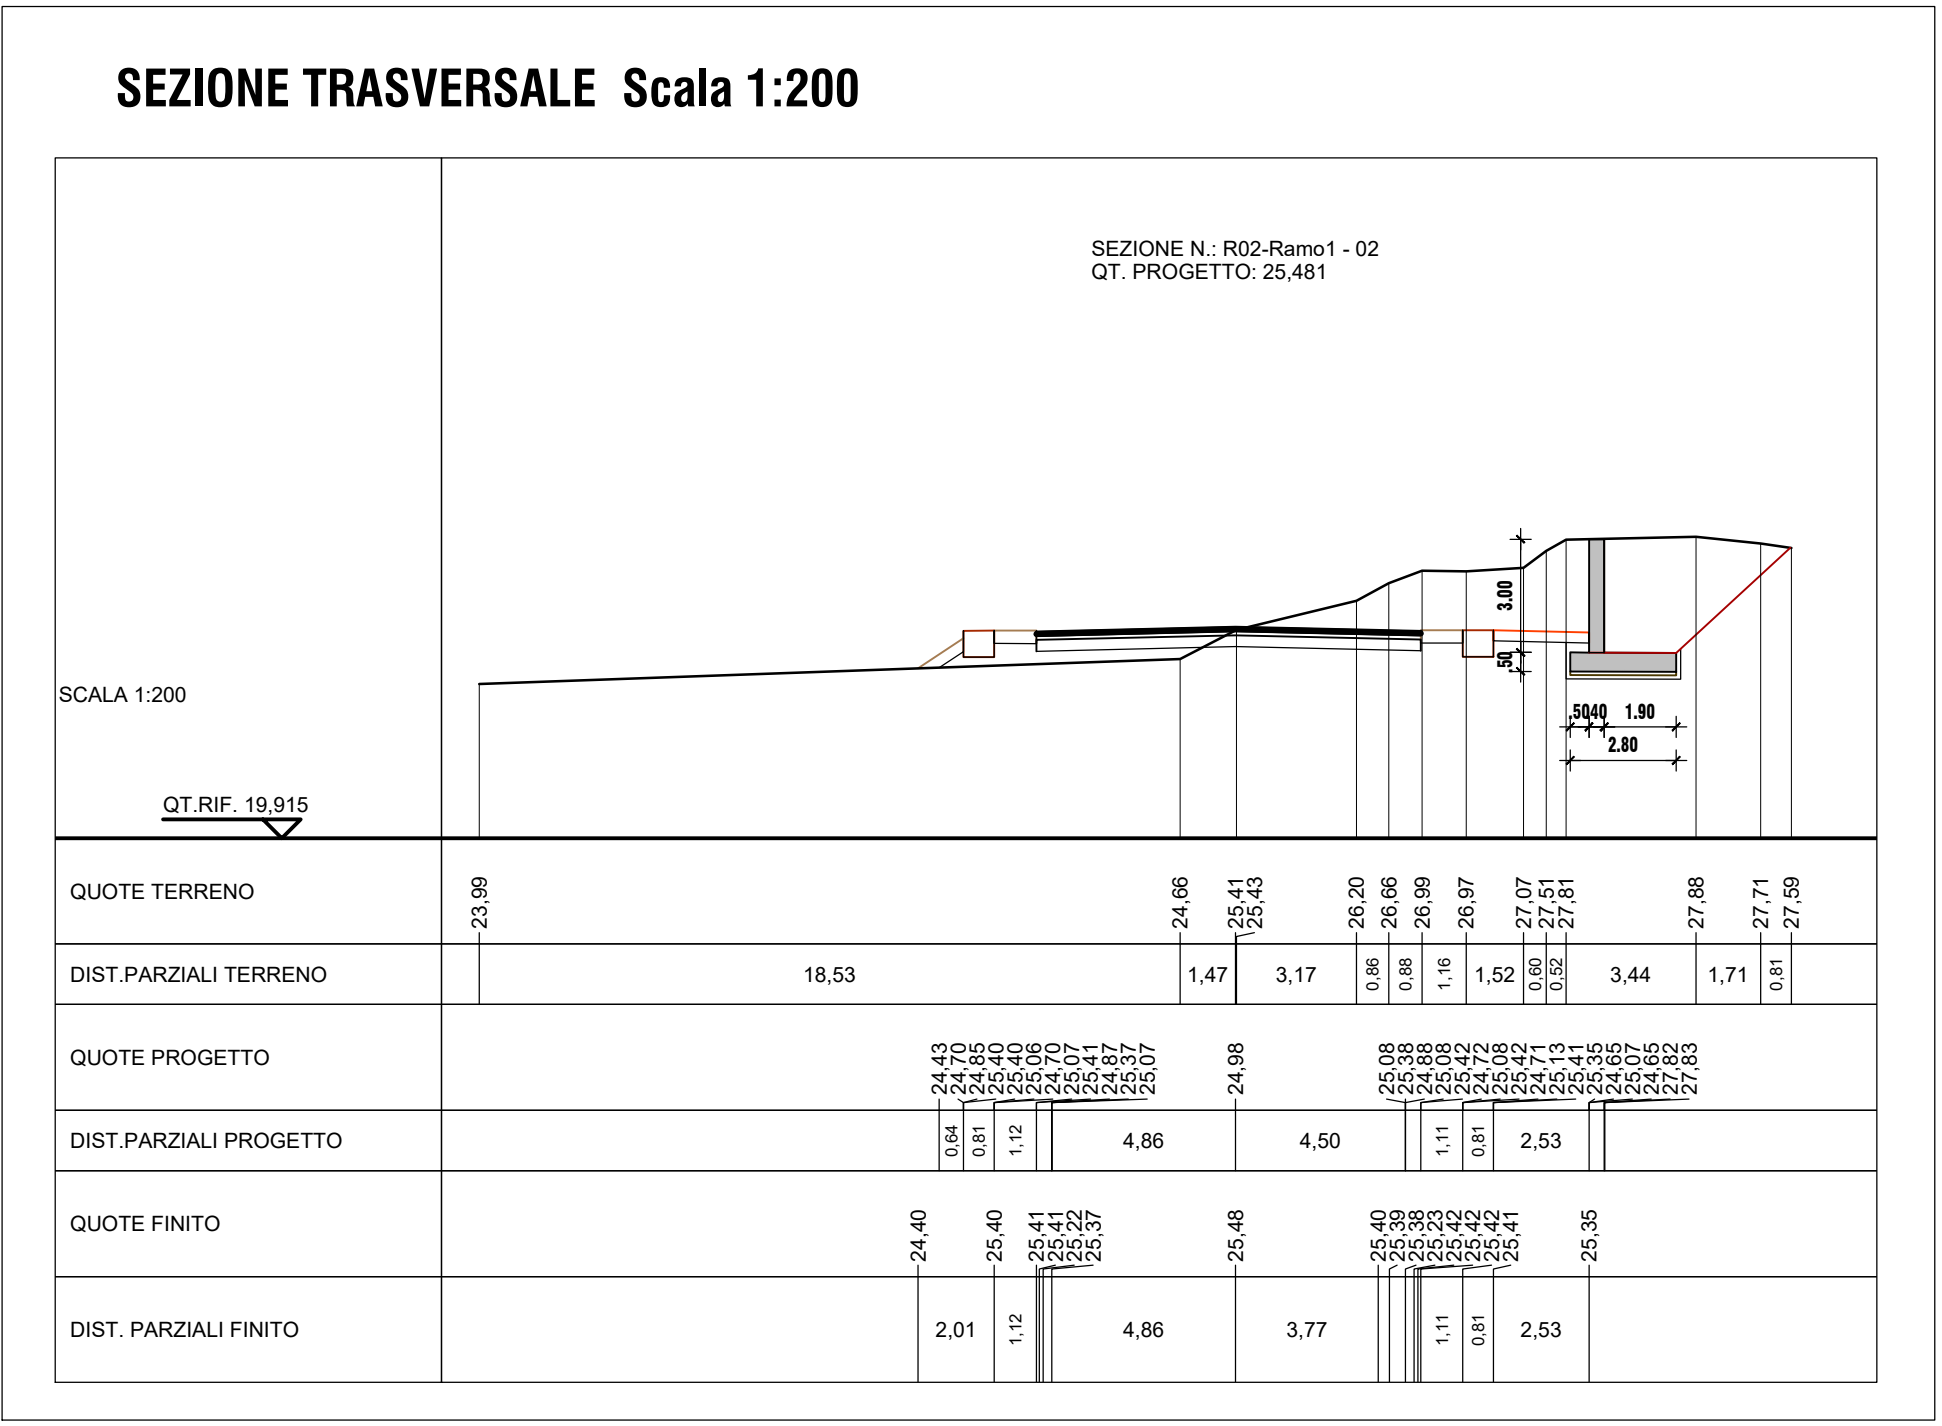 SEZIONE TRASVERSALE Scala 1:200
SEZIONE N.: R02-Ramo1 - 02
QT. PROGETTO: 25,481
3.00
.50
SCALA 1:200
.50 40 1.90
2.80
QT.RIF. 19,915
QUOTE TERRENO 23,99 24,66 25,41 25,43 26,20 26,66 26,99 26,97 27,07 27,51 27,81 27,88 27,71 27,59
DIST.PARZIALI TERRENO 18,53 1,47 3,17 0,86 0,88 1,16 1,52 0,60 0,52 3,44 1,71 0,81
QUOTE PROGETTO 24,43 24,70 24,85 25,40 25,40 25,06 24,70 25,07 25,41 24,87 25,37 25,07 24,98 25,08 25,38 24,88 25,08 25,42 24,72 25,08 25,42 24,71 25,13 25,41 25,35 24,65 25,07 24,65 27,82 27,83
DIST.PARZIALI PROGETTO 0,64 0,81 1,12 4,86 4,50 1,11 0,81 2,53
QUOTE FINITO 24,40 25,40 25,41 25,41 25,22 25,37 25,48 25,40 25,39 25,38 25,23 25,42 25,42 25,42 25,41 25,35
DIST. PARZIALI FINITO 2,01 1,12 4,86 3,77 1,11 0,81 2,53